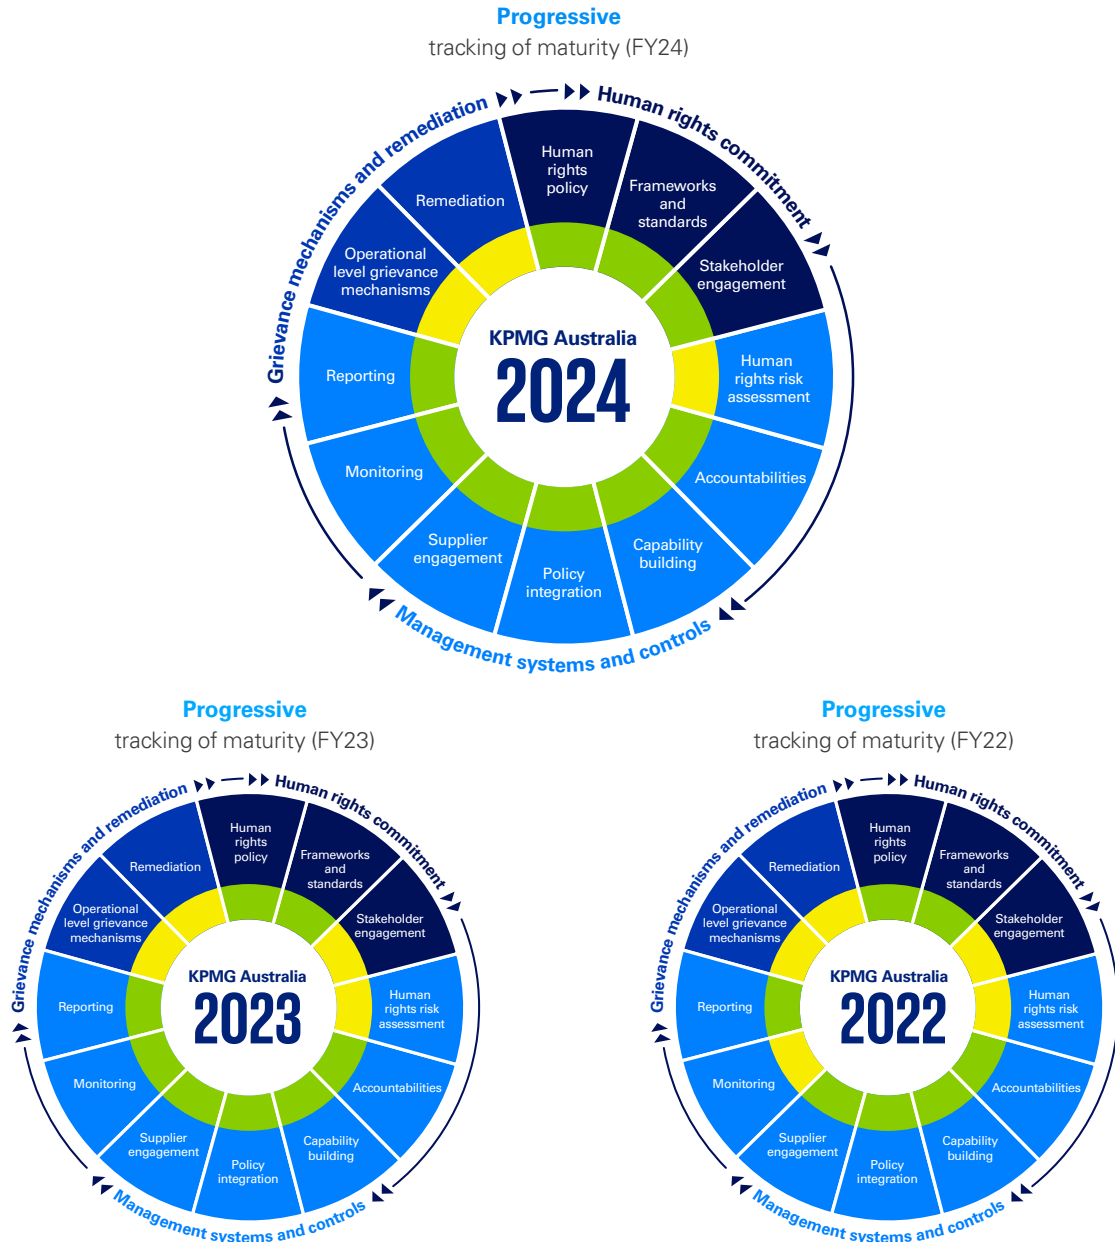 Progressive
tracking of maturity (FY24)
Human rights commitment
Management systems and controls
Grievance mechanisms and remediation
Human
rights
policy
Frameworks
and
standards
Stakeholder
engagement
Human
rights risk
assessment
Accountabilities
Capability
building
Policy
integration
Supplier
engagement
Monitoring
Reporting
Operational
level grievance
mechanisms
Remediation
KPMG Australia
2024
Progressive
tracking of maturity (FY23)
Human rights commitment
Management systems and controls
Grievance mechanisms and remediation
Human
rights
policy
Frameworks
and
standards
Stakeholder
engagement
Human
rights risk
assessment
Accountabilities
Capability
building
Policy
integration
Supplier
engagement
Monitoring
Reporting
Operational
level grievance
mechanisms
Remediation
KPMG Australia
2023
Progressive
tracking of maturity (FY22)
Human rights commitment
Management systems and controls
Grievance mechanisms and remediation
Human
rights
policy
Frameworks
and
standards
Stakeholder
engagement
Human
rights risk
assessment
Accountabilities
Capability
building
Policy
integration
Supplier
engagement
Monitoring
Reporting
Operational
level grievance
mechanisms
Remediation
KPMG Australia
2022